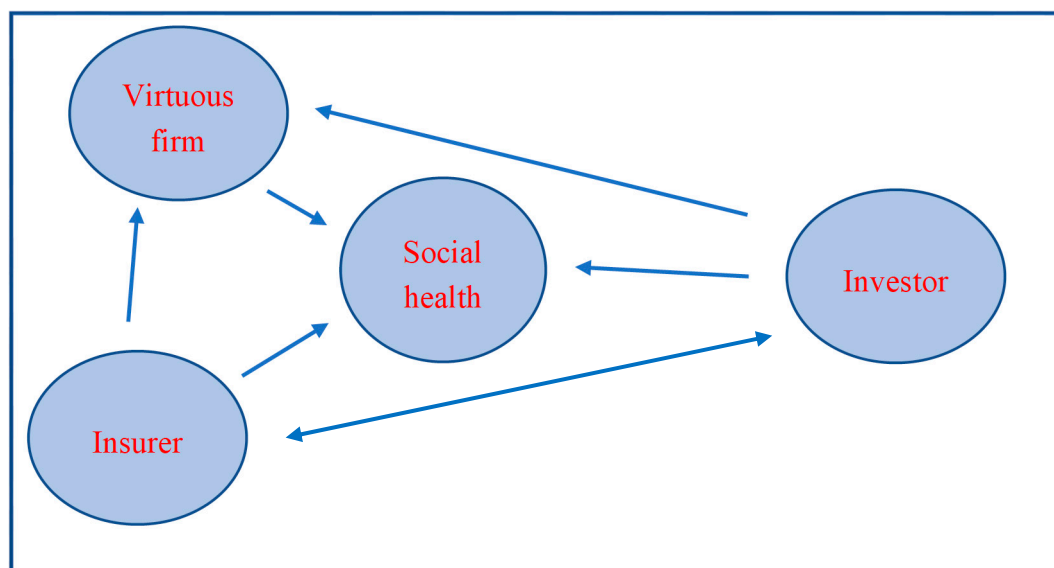 Virtuous
firm
Social
health
Investor
Insurer